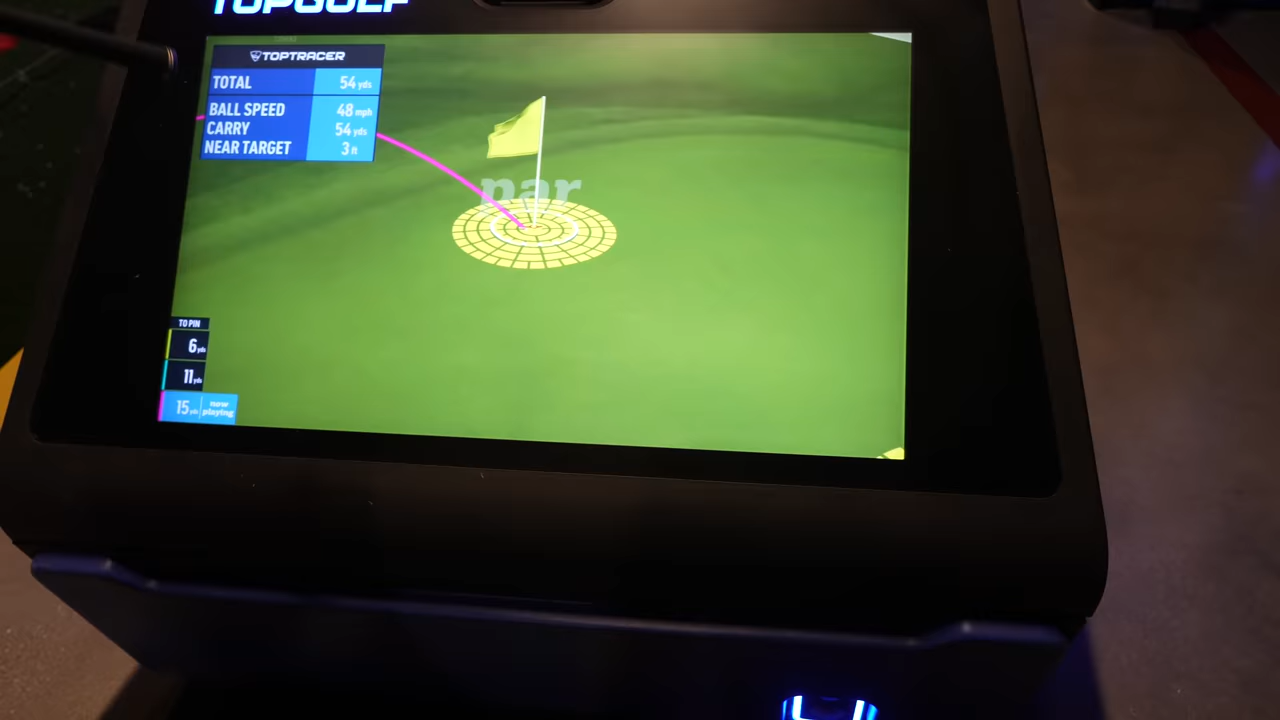 TOPGOLF
TOPTRACER
TOTAL 54 yds
BALL SPEED 48 mph
CARRY 54 yds
NEAR TARGET 3 ft
par
TO PIN
6 yds
11 yds
15 yds now playing